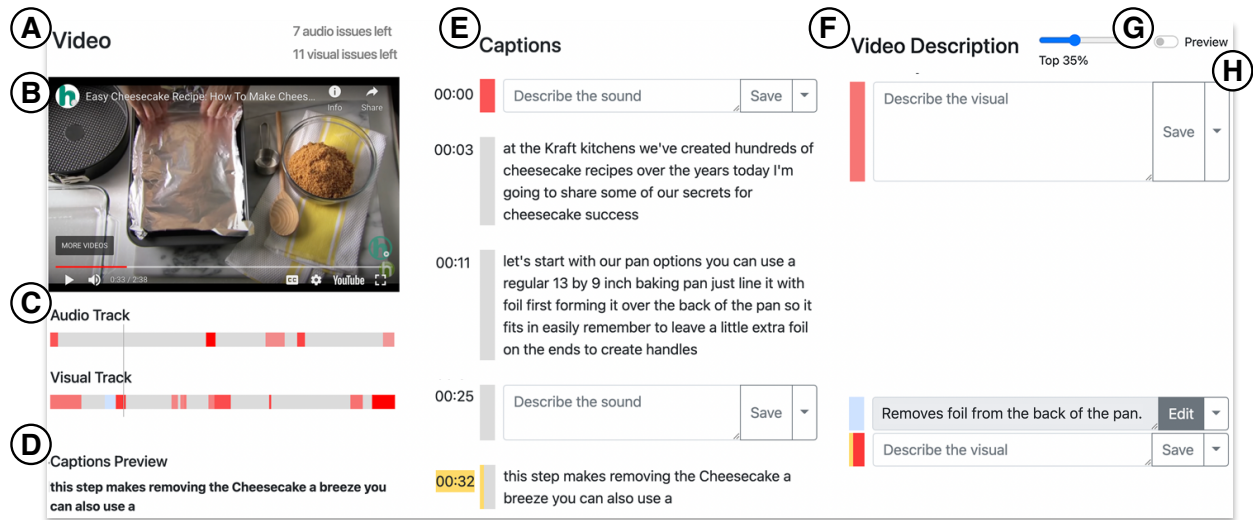 A
Video
7 audio issues left
11 visual issues left
B
Easy Cheesecake Recipe: How To Make Chees...
Info
Share
MORE VIDEOS
0:33 / 2:38
CC
YouTube
C
Audio Track
Visual Track
D
Captions Preview
this step makes removing the Cheesecake a breeze you
can also use a
E
Captions
00:00
Describe the sound
Save
00:03
at the Kraft kitchens we've created hundreds of
cheesecake recipes over the years today I'm
going to share some of our secrets for
cheesecake success
00:11
let's start with our pan options you can use a
regular 13 by 9 inch baking pan just line it with
foil first forming it over the back of the pan so it
fits in easily remember to leave a little extra foil
on the ends to create handles
00:25
Describe the sound
Save
00:32
this step makes removing the Cheesecake a
breeze you can also use a
F
Video Description
Top 35%
G
Preview
H
Describe the visual
Save
Removes foil from the back of the pan.
Edit
Describe the visual
Save